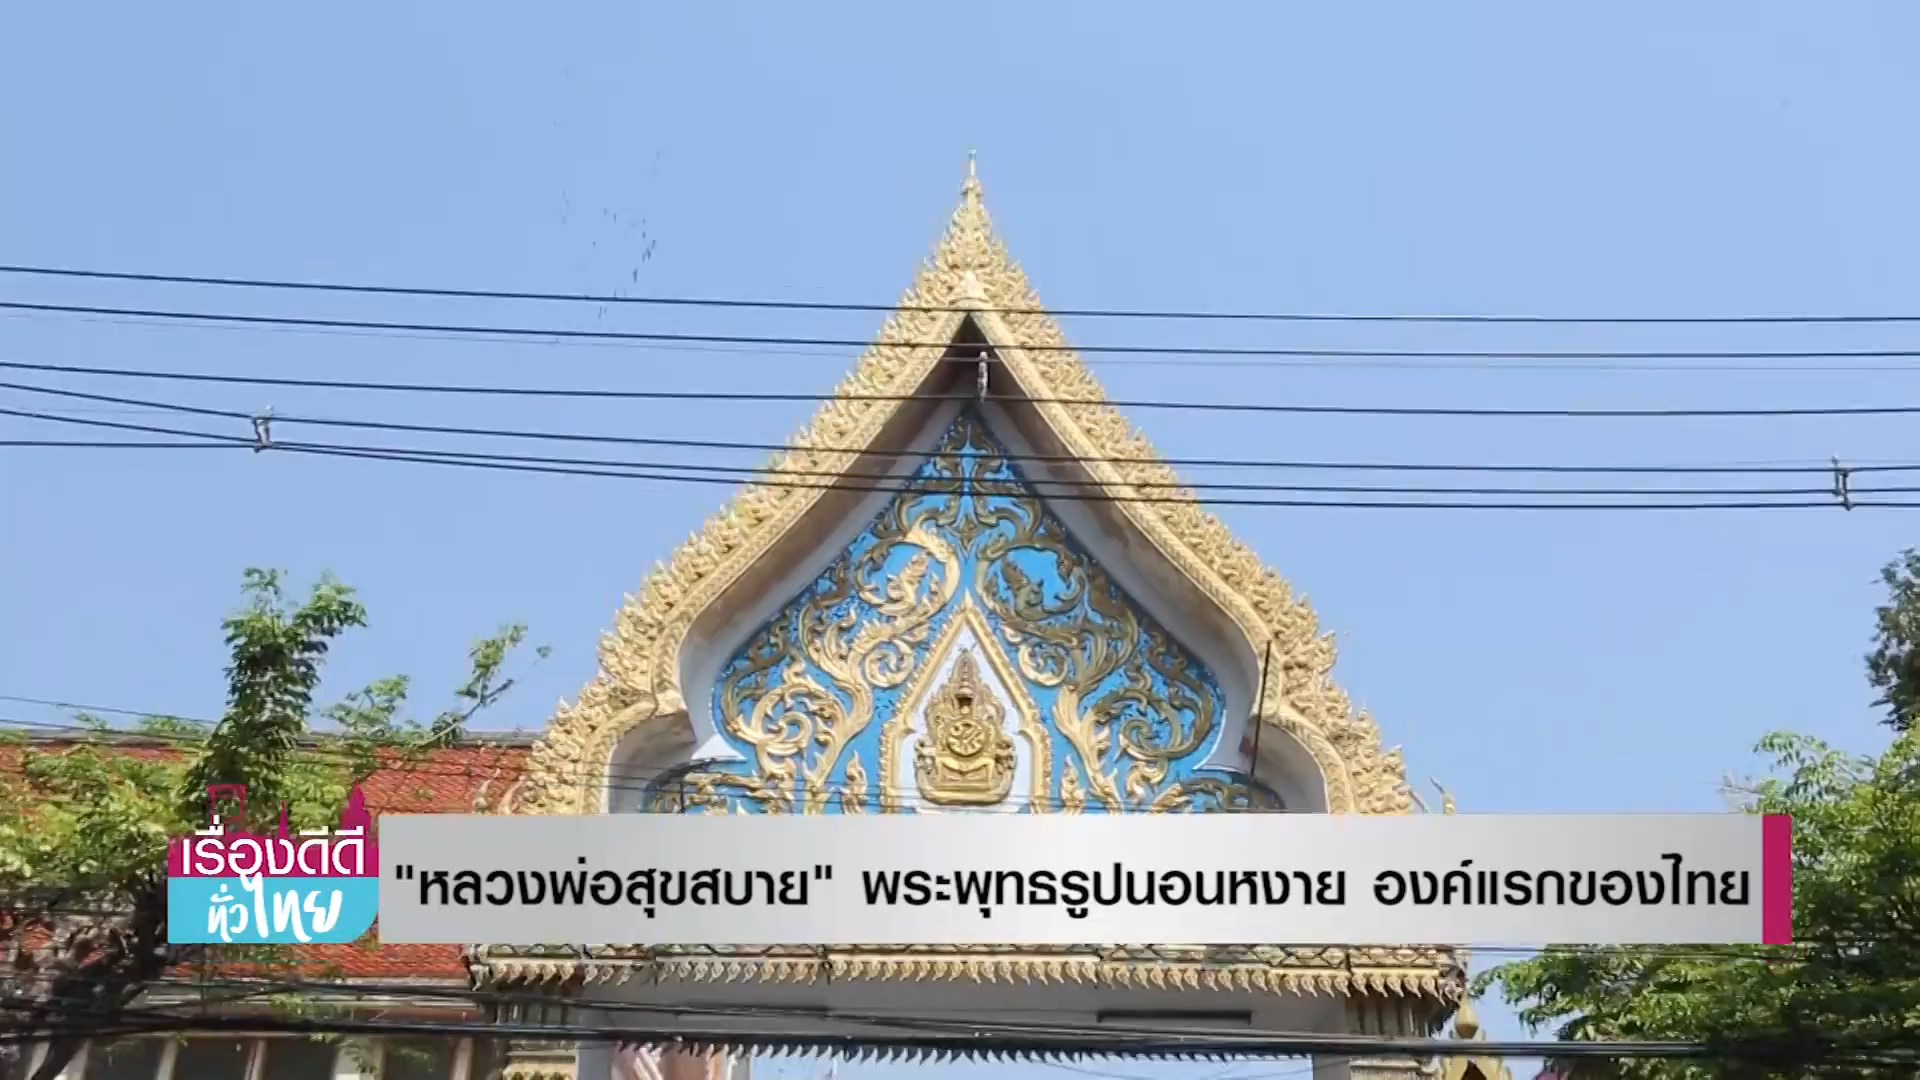 เรื่องดีดี
ทั่วไทย
"หลวงพ่อสุขสบาย" พระพุทธรูปนอนหงาย องค์แรกของไทย